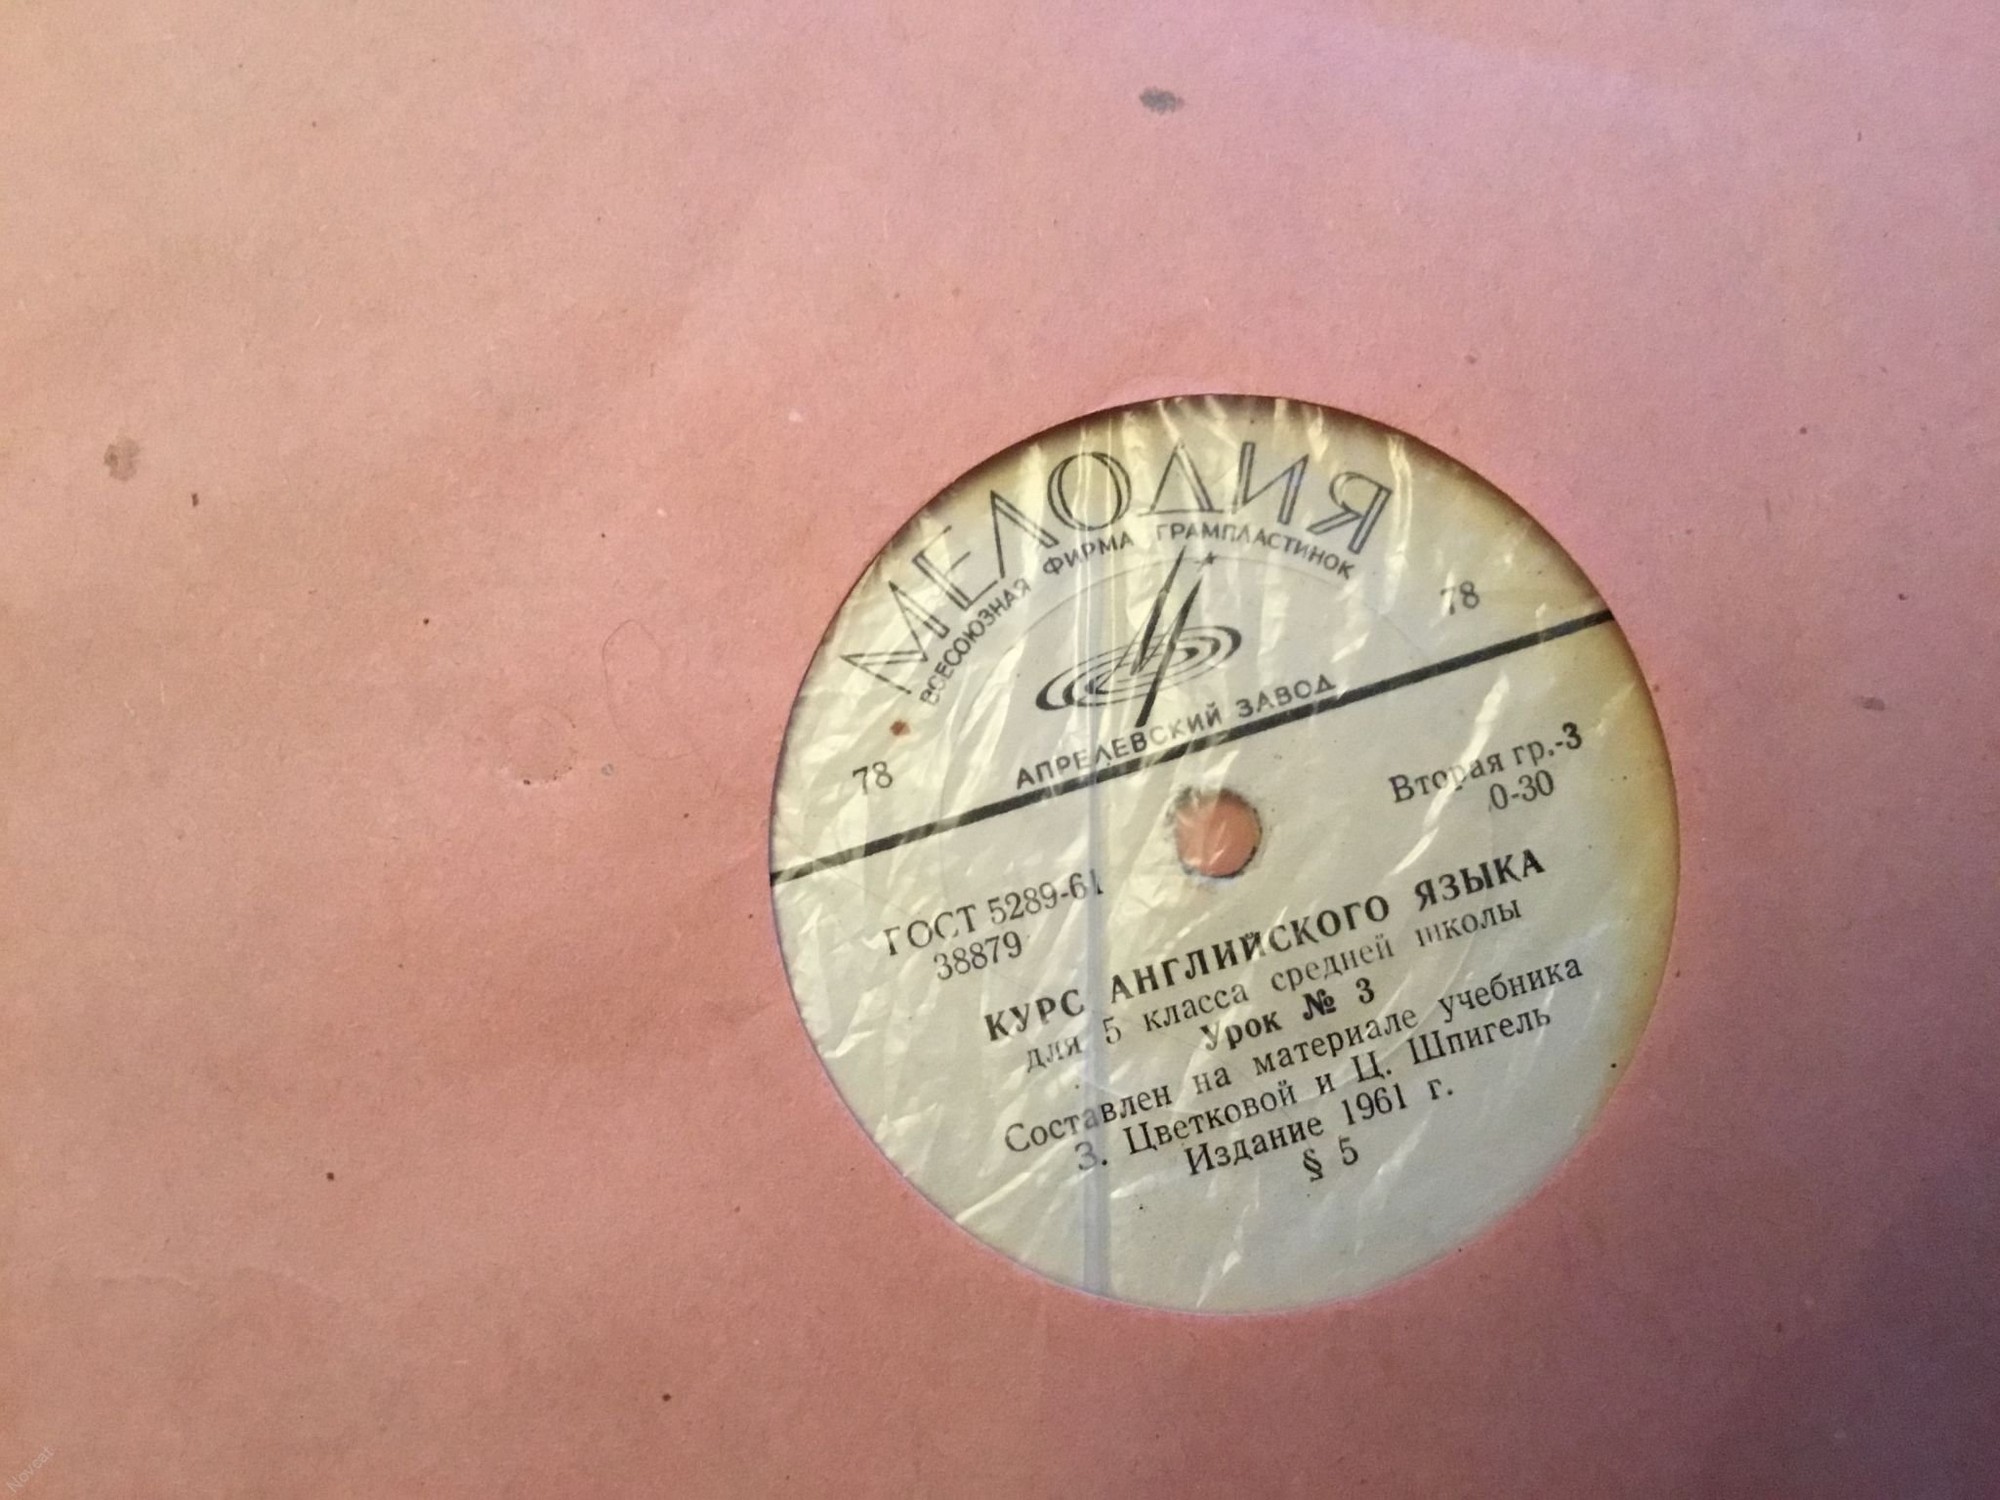 МЕЛОДИЯ
ВСЕСОЮЗНАЯ ФИРМА ГРАМПЛАСТИНОК
78
78
АПРЕЛЕВСКИЙ ЗАВОД
Вторая гр.-3
0-30
ГОСТ 5289-61
38879
КУРС АНГЛИЙСКОГО ЯЗЫКА
для 5 класса средней школы
Урок № 3
Составлен на материале учебника
З. Цветковой и Ц. Шпигель
Издание 1961 г.
§ 5
Novcat